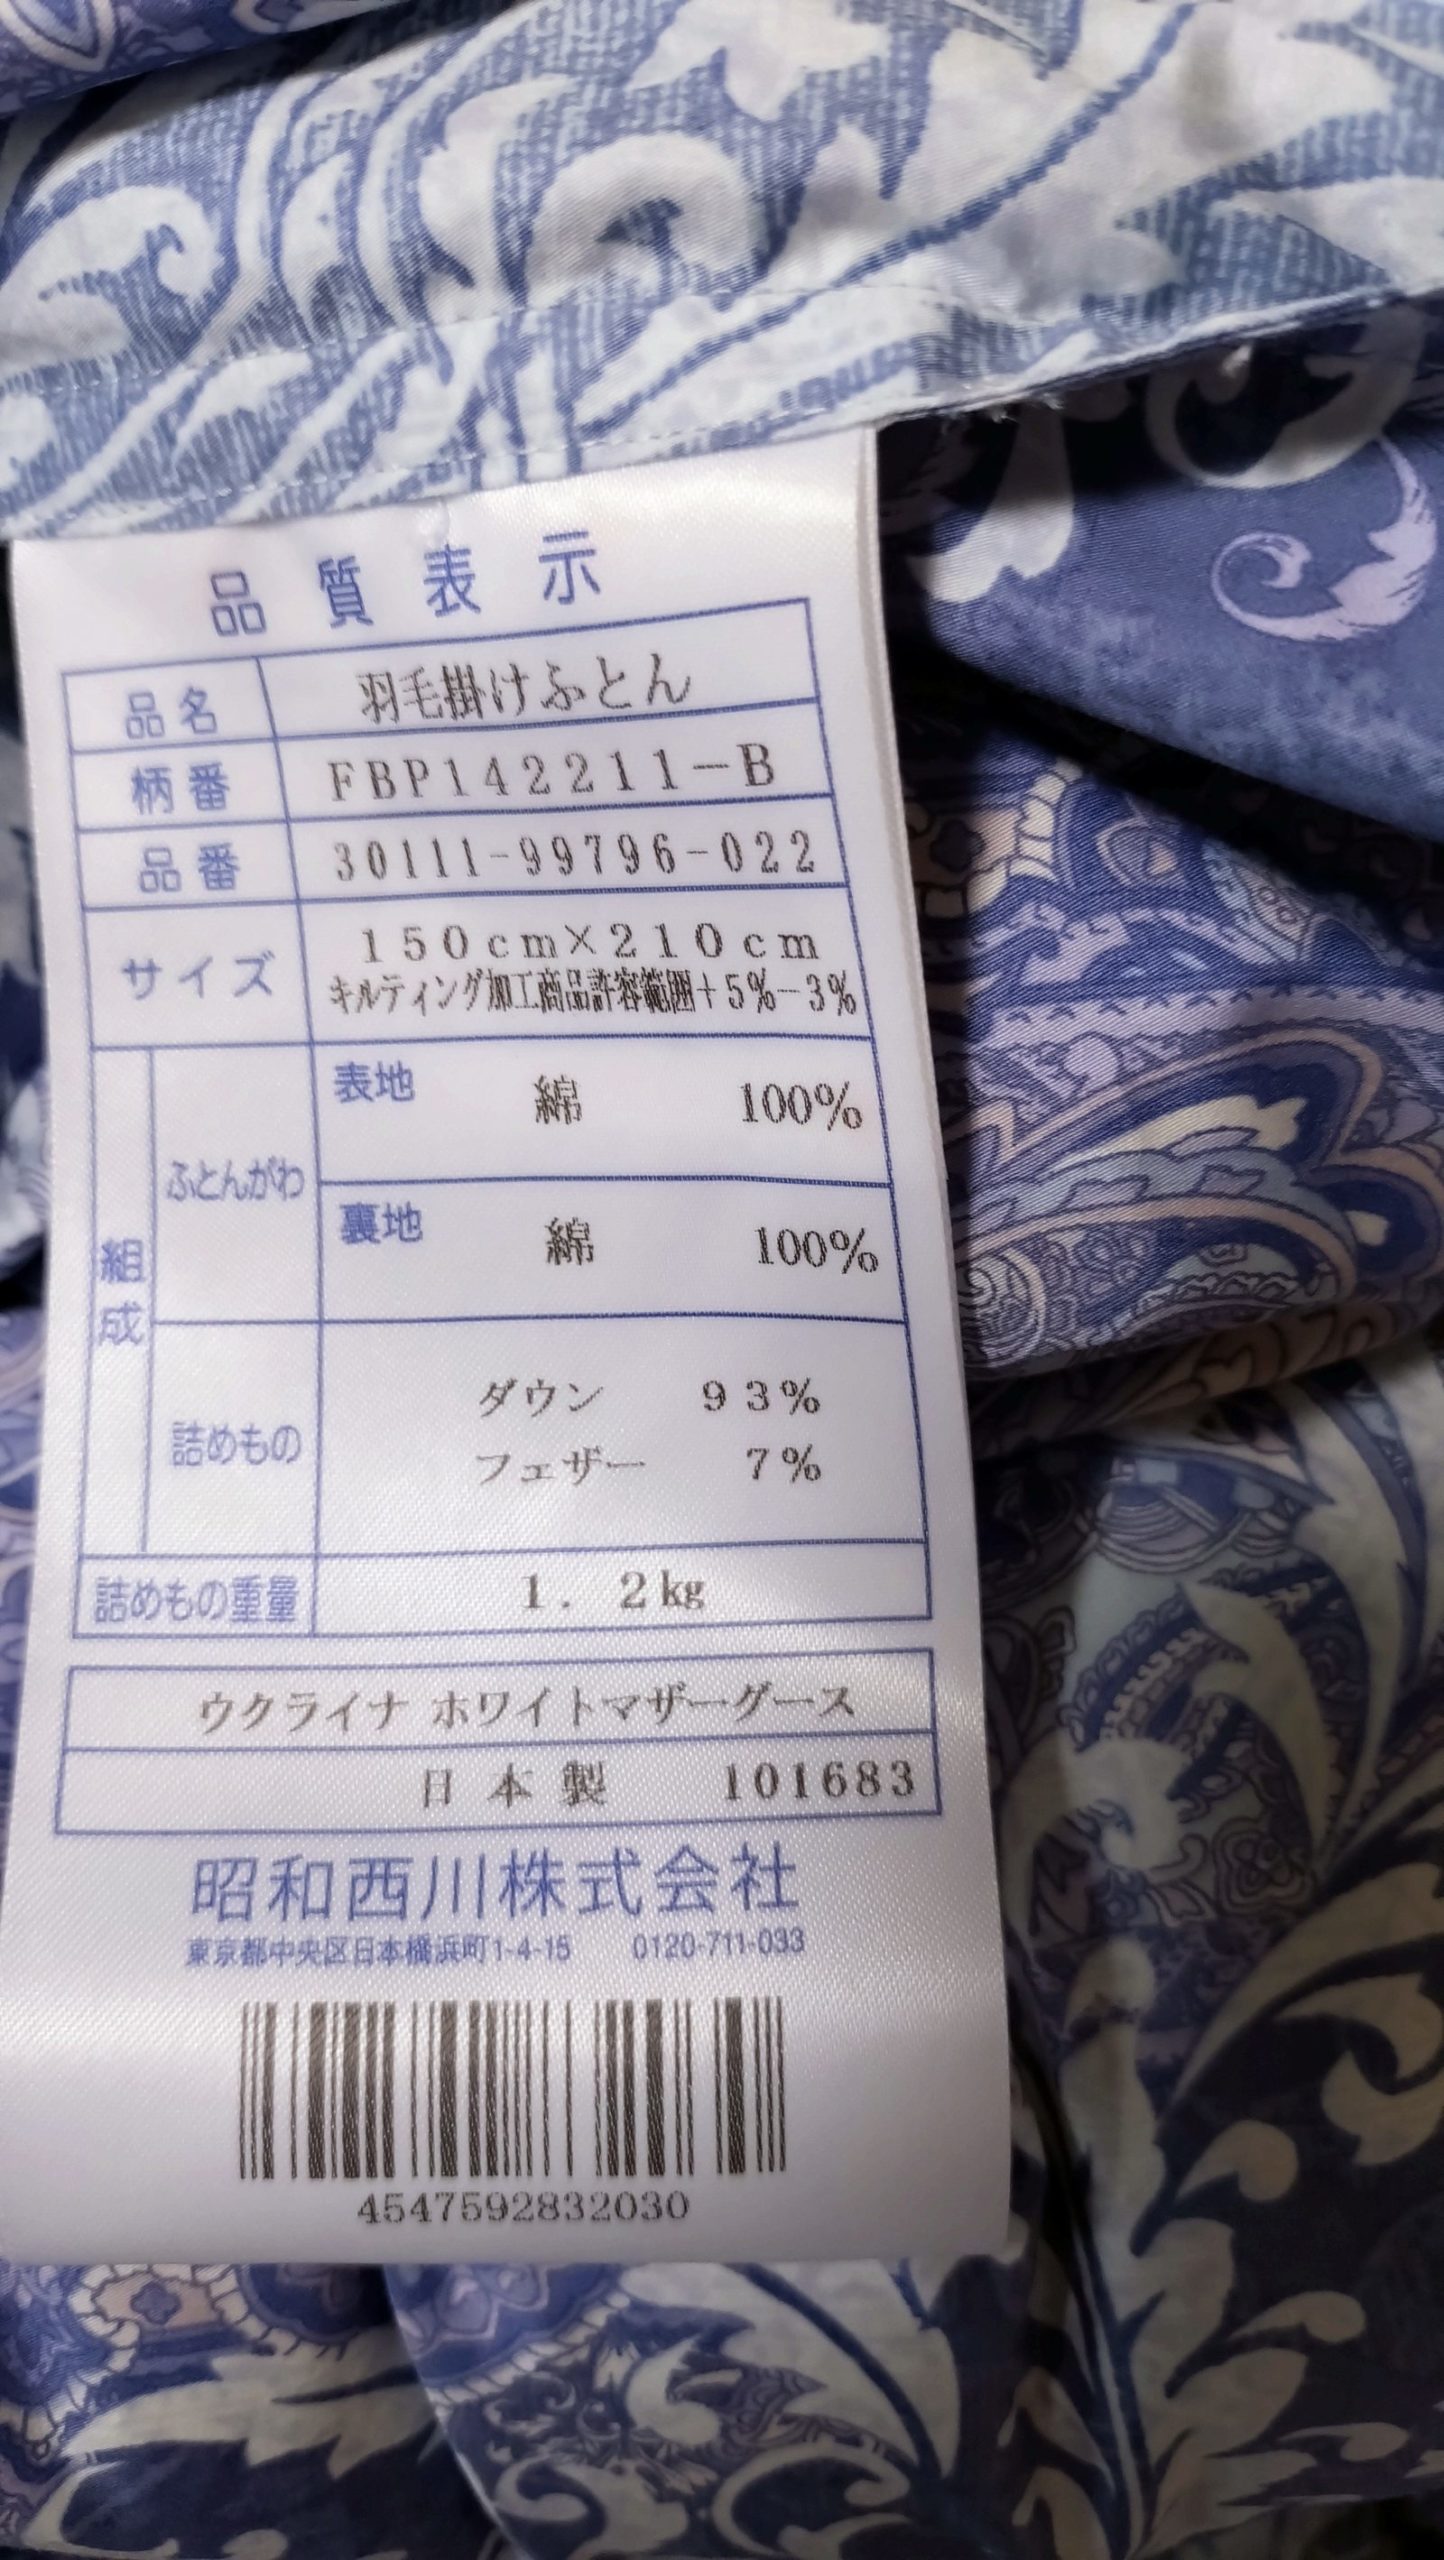 品質表示
品名 羽毛掛けふとん
柄番 FBP142211-B
品番 30111-99796-022
サイズ 150cm×210cm
キルティング加工商品許容範囲+5%-3%
組成 ふとんがわ 表地 綿 100%
裏地 綿 100%
詰めもの ダウン 93%
フェザー 7%
詰めもの重量 1.2kg
ウクライナ ホワイトマザーグース
日本製 101683
昭和西川株式会社
東京都中央区日本橋浜町1-4-15 0120-711-033
4547592832030